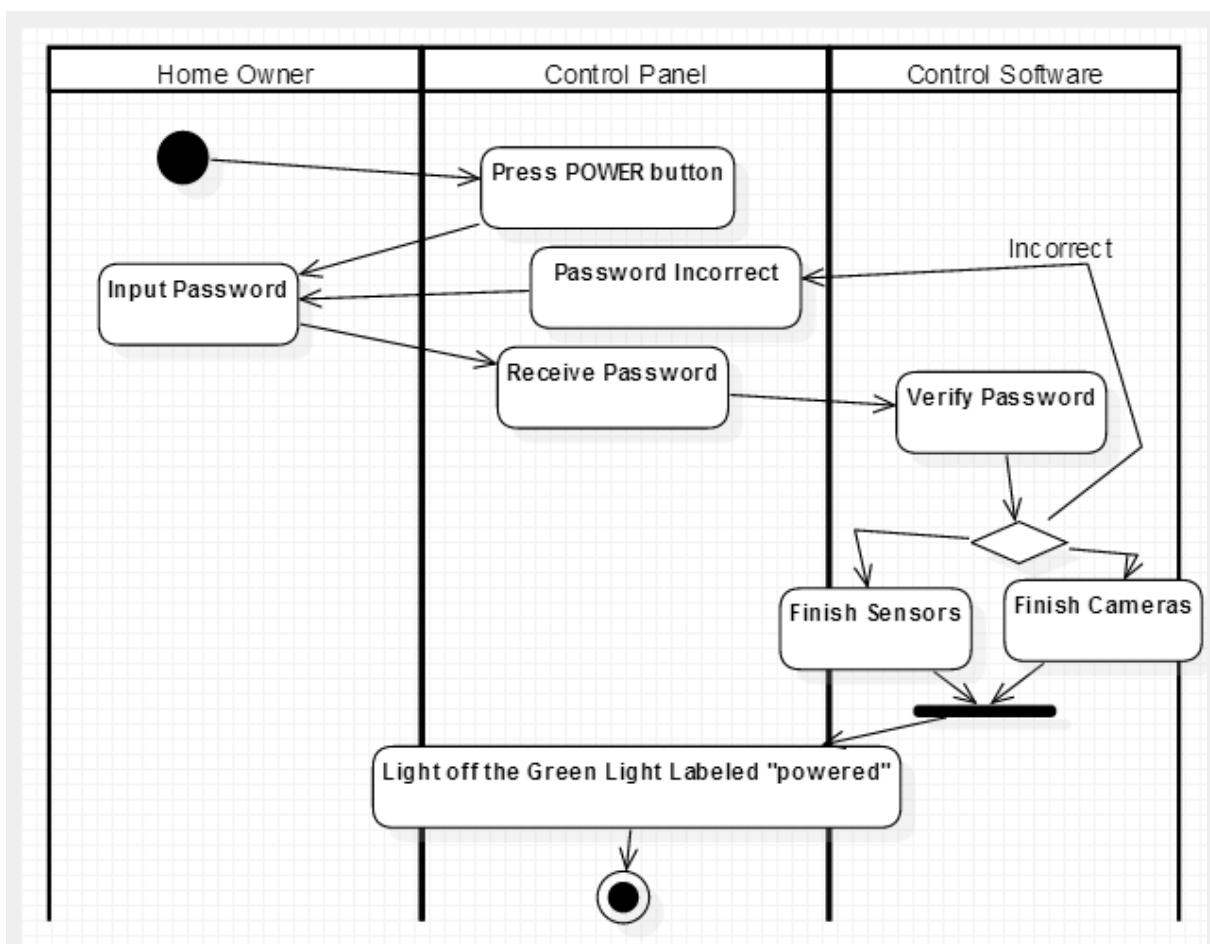 Home Owner
Control Panel
Control Software
Press POWER button
Incorrect
Password Incorrect
Input Password
Receive Password
Verify Password
Finish Sensors
Finish Cameras
Light off the Green Light Labeled "powered"